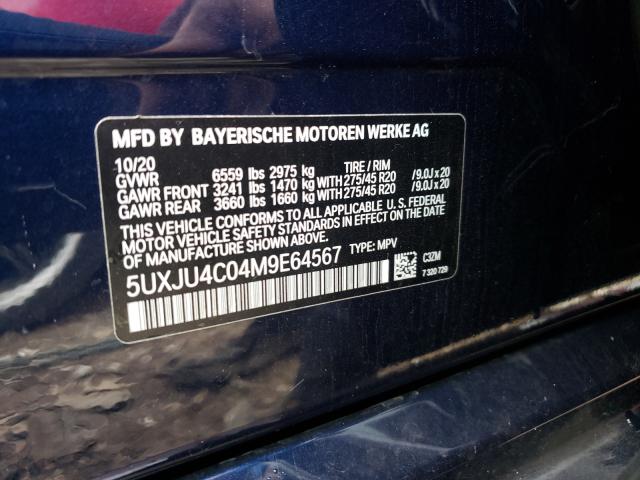 MFD BY BAYERISCHE MOTOREN WERKE AG
10/20
GVWR 6559 lbs 2975 kg TIRE / RIM
GAWR FRONT 3241 lbs 1470 kg WITH 275/45 R20 /9.0J x 20
GAWR REAR 3660 lbs 1660 kg WITH 275/45 R20 /9.0J x 20
THIS VEHICLE CONFORMS TO ALL APPLICABLE U.S. FEDERAL
MOTOR VEHICLE SAFETY STANDARDS IN EFFECT ON THE DATE
OF MANUFACTURE SHOWN ABOVE.
5UXJU4C04M9E64567 TYPE: MPV
C3ZM
7 320 729